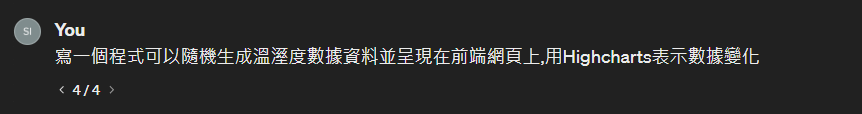 SI
You
寫一個程式可以隨機生成溫溼度數據資料並呈現在前端網頁上,用Highcharts表示數據變化
< 4 / 4 >